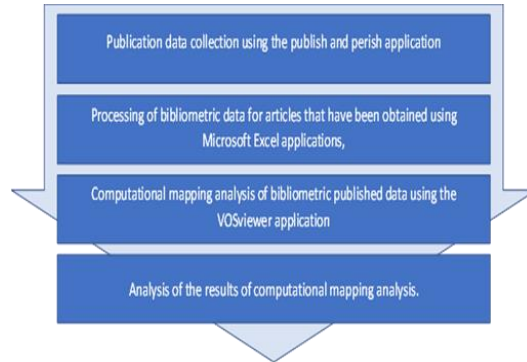 Publication data collection using the publish and perish application
Processing of bibliometric data for articles that have been obtained using
Microsoft Excel applications,
Computational mapping analysis of bibliometric published data using the
VOSviewer application
Analysis of the results of computational mapping analysis.